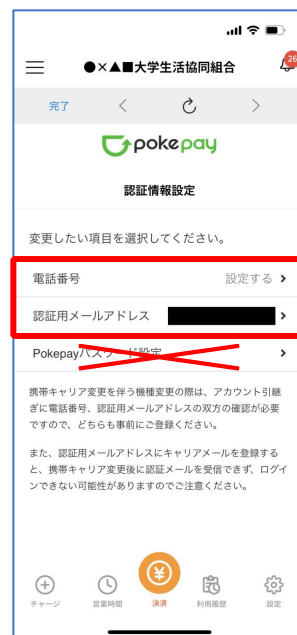 ●×▲■大学生活協同組合
26
完了
pokepay
認証情報設定
変更したい項目を選択してください。
電話番号 設定する
認証用メールアドレス
Pokepayパスワード設定
携帯キャリア変更を伴う機種変更の際は、アカウント引継
ぎに電話番号、認証用メールアドレスの双方の確認が必要
ですので、どちらも事前にご登録ください。
また、認証用メールアドレスにキャリアメールを登録する
と、携帯キャリア変更後に認証メールを受信できず、ログイ
ンできない可能性がありますのでご注意ください。
チャージ 営業時間 決済 利用履歴 設定